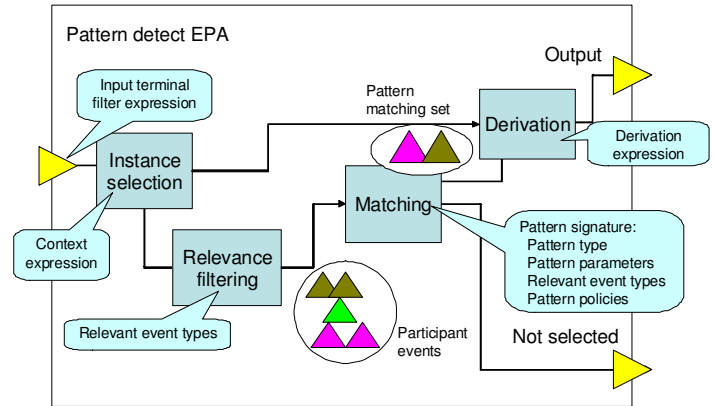 Pattern detect EPA
Output
Input terminal
filter expression
Pattern
matching set
Derivation
Derivation
expression
Instance
selection
Matching
Context
expression
Relevance
filtering
Pattern signature:
Pattern type
Pattern parameters
Relevant event types
Pattern policies
Relevant event types
Participant
events
Not selected